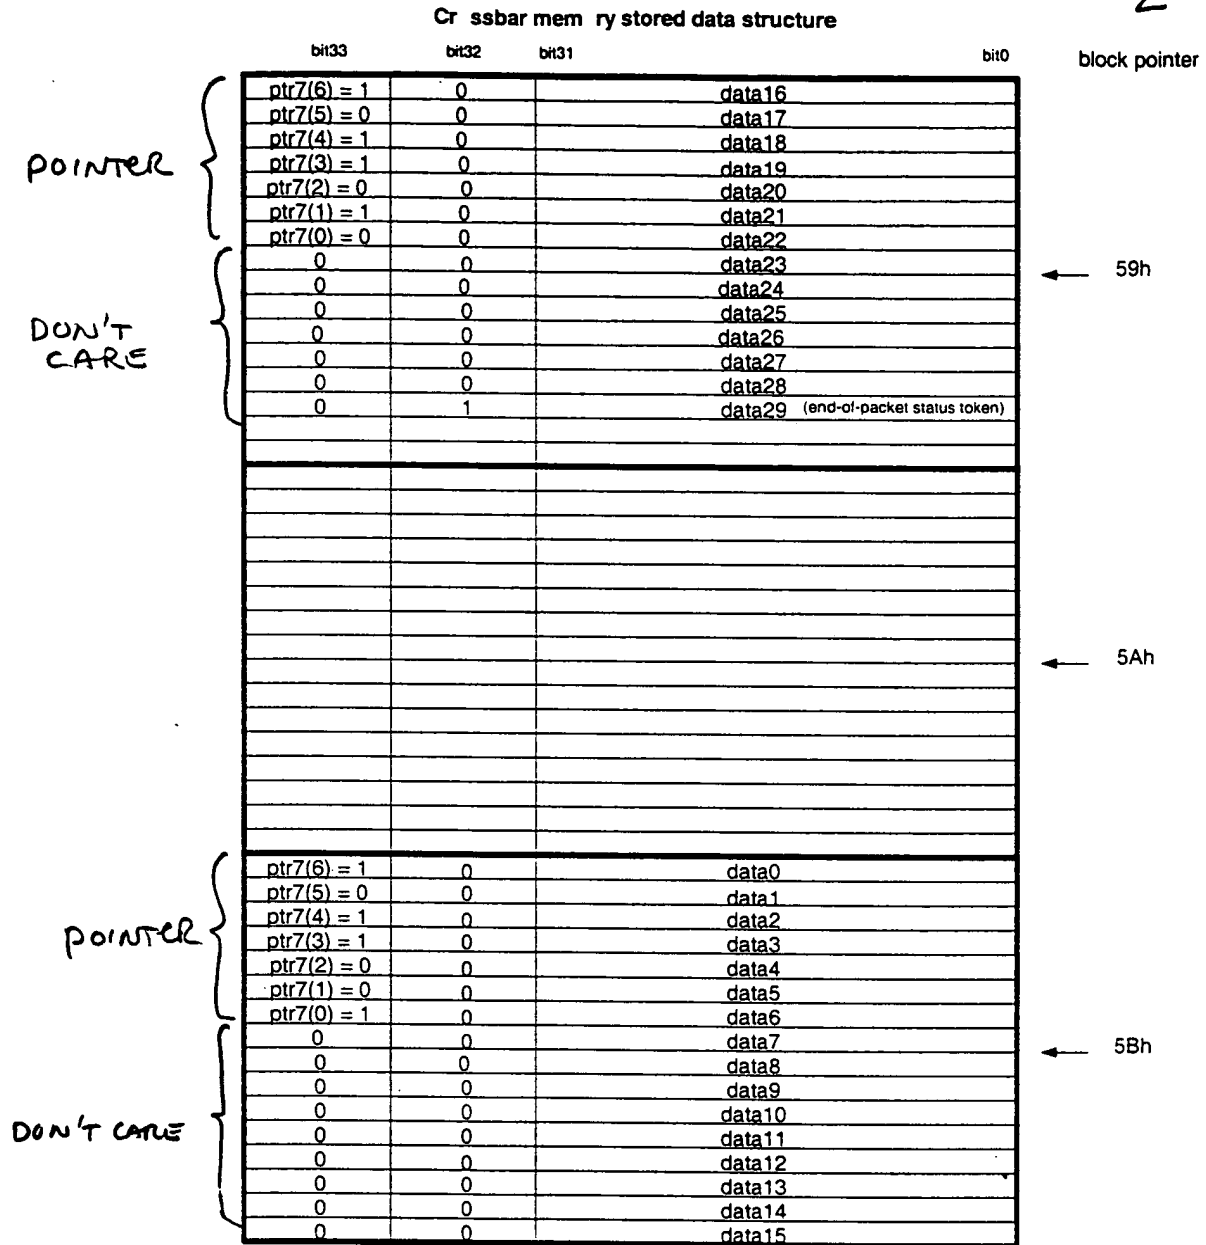 2
Cr ssbar mem ry stored data structure
bit33 bit32 bit31 bit0 block pointer
ptr7(6) = 1 0 data16
ptr7(5) = 0 0 data17
ptr7(4) = 1 0 data18
POINTER ptr7(3) = 1 0 data19
ptr7(2) = 0 0 data20
ptr7(1) = 1 0 data21
ptr7(0) = 0 0 data22
0 0 data23 59h
0 0 data24
0 0 data25
DON'T CARE 0 0 data26
0 0 data27
0 0 data28
0 1 data29 (end-of-packet status token)
5Ah
ptr7(6) = 1 0 data0
ptr7(5) = 0 0 data1
ptr7(4) = 1 0 data2
POINTER ptr7(3) = 1 0 data3
ptr7(2) = 0 0 data4
ptr7(1) = 0 0 data5
ptr7(0) = 1 0 data6
0 0 data7 5Bh
0 0 data8
0 0 data9
0 0 data10
DON'T CARE 0 0 data11
0 0 data12
0 0 data13
0 0 data14
0 0 data15